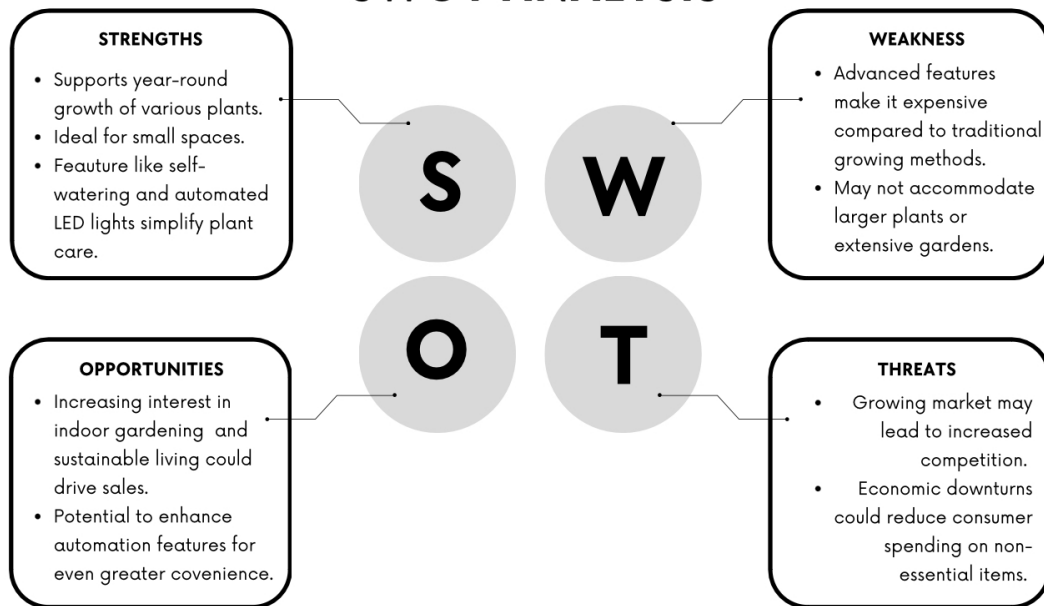 SWOT ANALYSIS
STRENGTHS
• Supports year-round
growth of various plants.
• Ideal for small spaces.
• Feauture like self-
watering and automated
LED lights simplify plant
care.
S
W
WEAKNESS
• Advanced features
make it expensive
compared to traditional
growing methods.
• May not accommodate
larger plants or
extensive gardens.
OPPORTUNITIES
• Increasing interest in
indoor gardening and
sustainable living could
drive sales.
• Potential to enhance
automation features for
even greater covenience.
O
T
THREATS
• Growing market may
lead to increased
competition.
• Economic downturns
could reduce consumer
spending on non-
essential items.